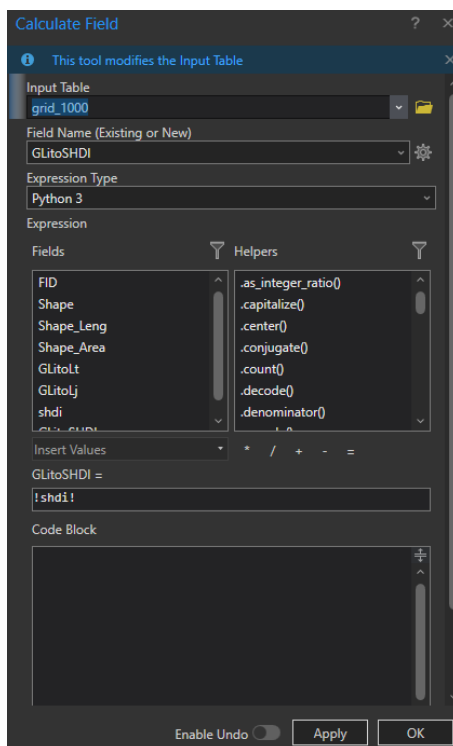 Calculate Field ? ×
This tool modifies the Input Table ×
Input Table
grid_1000
Field Name (Existing or New)
GLitoSHDI
Expression Type
Python 3
Expression
Fields
Helpers
FID
Shape
Shape_Leng
Shape_Area
GLitoLt
GLitoLj
shdi
.as_integer_ratio()
.capitalize()
.center()
.conjugate()
.count()
.decode()
.denominator()
Insert Values * / + - =
GLitoSHDI =
!shdi!
Code Block
Enable Undo Apply OK